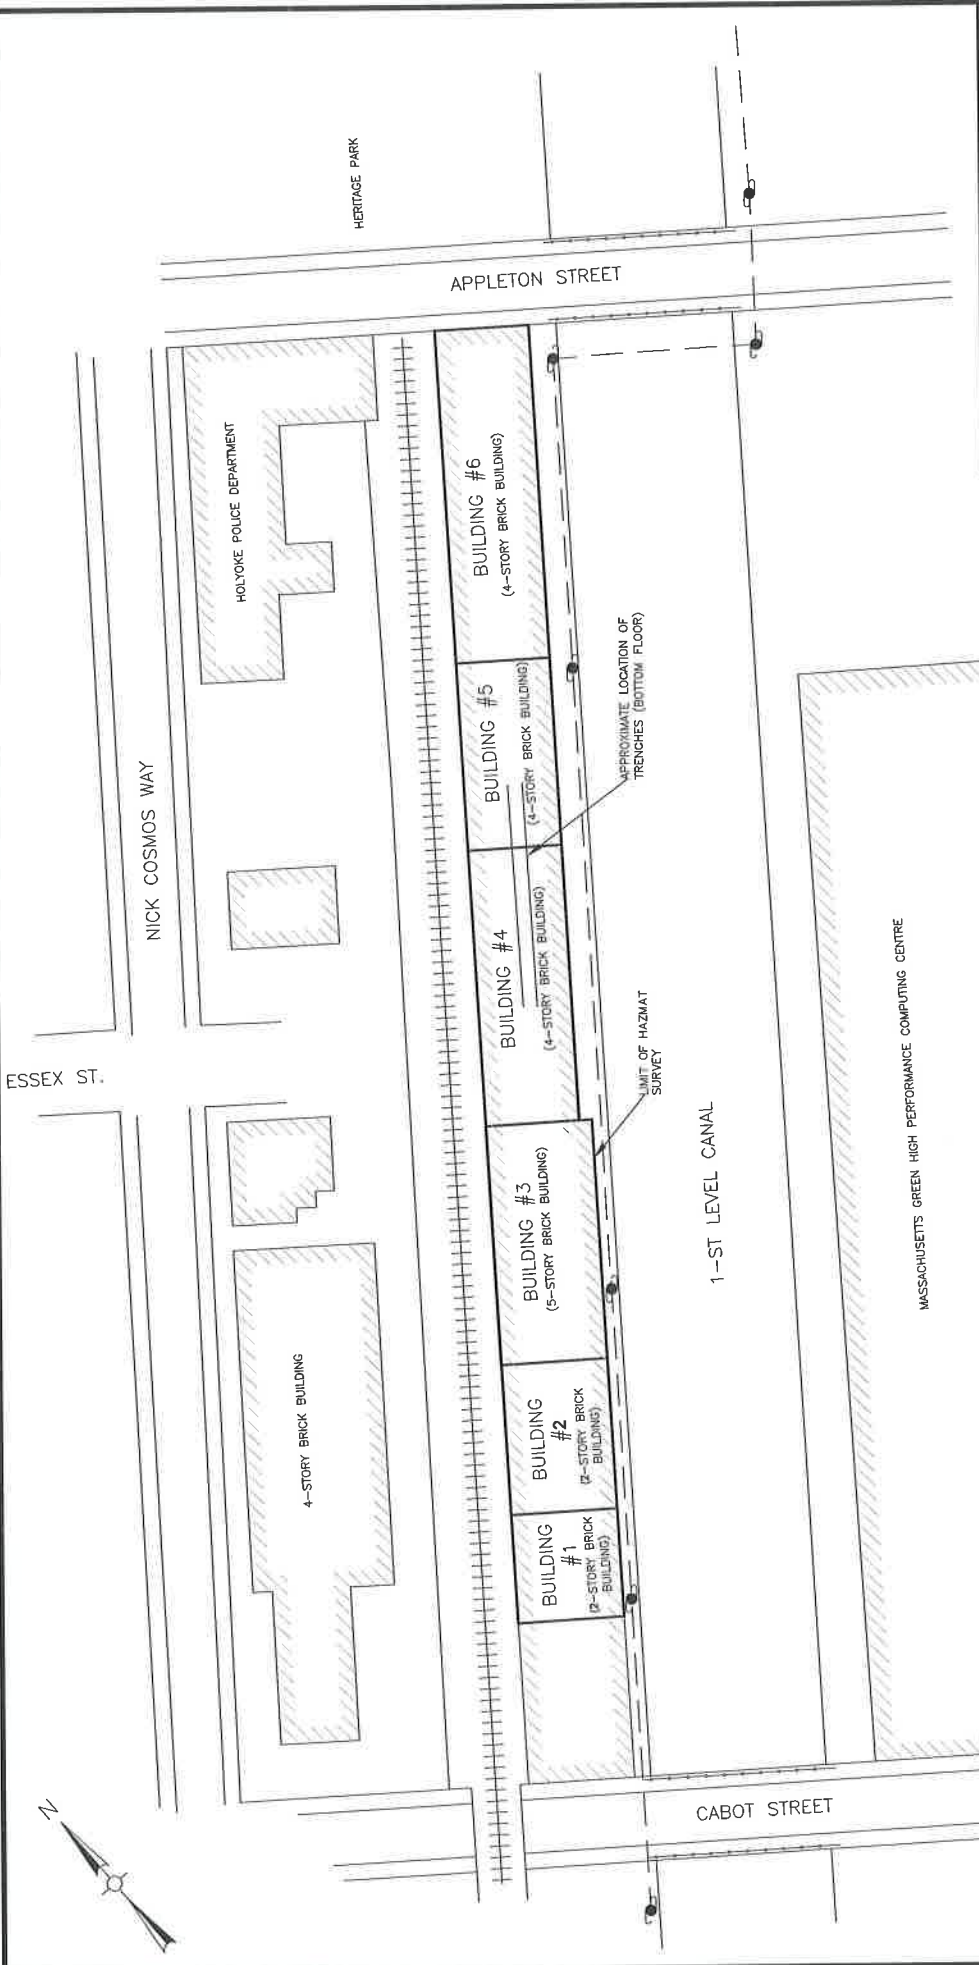 HERITAGE PARK
APPLETON STREET
HOLYOKE POLICE DEPARTMENT
BUILDING #6
(4-STORY BRICK BUILDING)
APPROXIMATE LOCATION OF
TRENCHES (BOTTOM FLOOR)
BUILDING #5
(4-STORY BRICK BUILDING)
NICK COSMOS WAY
BUILDING #4
(4-STORY BRICK BUILDING)
ESSEX ST.
LIMIT OF HAZMAT
SURVEY
MASSACHUSETTS GREEN HIGH PERFORMANCE COMPUTING CENTRE
1-ST LEVEL CANAL
BUILDING #3
(5-STORY BRICK BUILDING)
4-STORY BRICK BUILDING
BUILDING
#2
(2-STORY BRICK
BUILDING)
BUILDING
#1
(2-STORY BRICK
BUILDING)
CABOT STREET
N